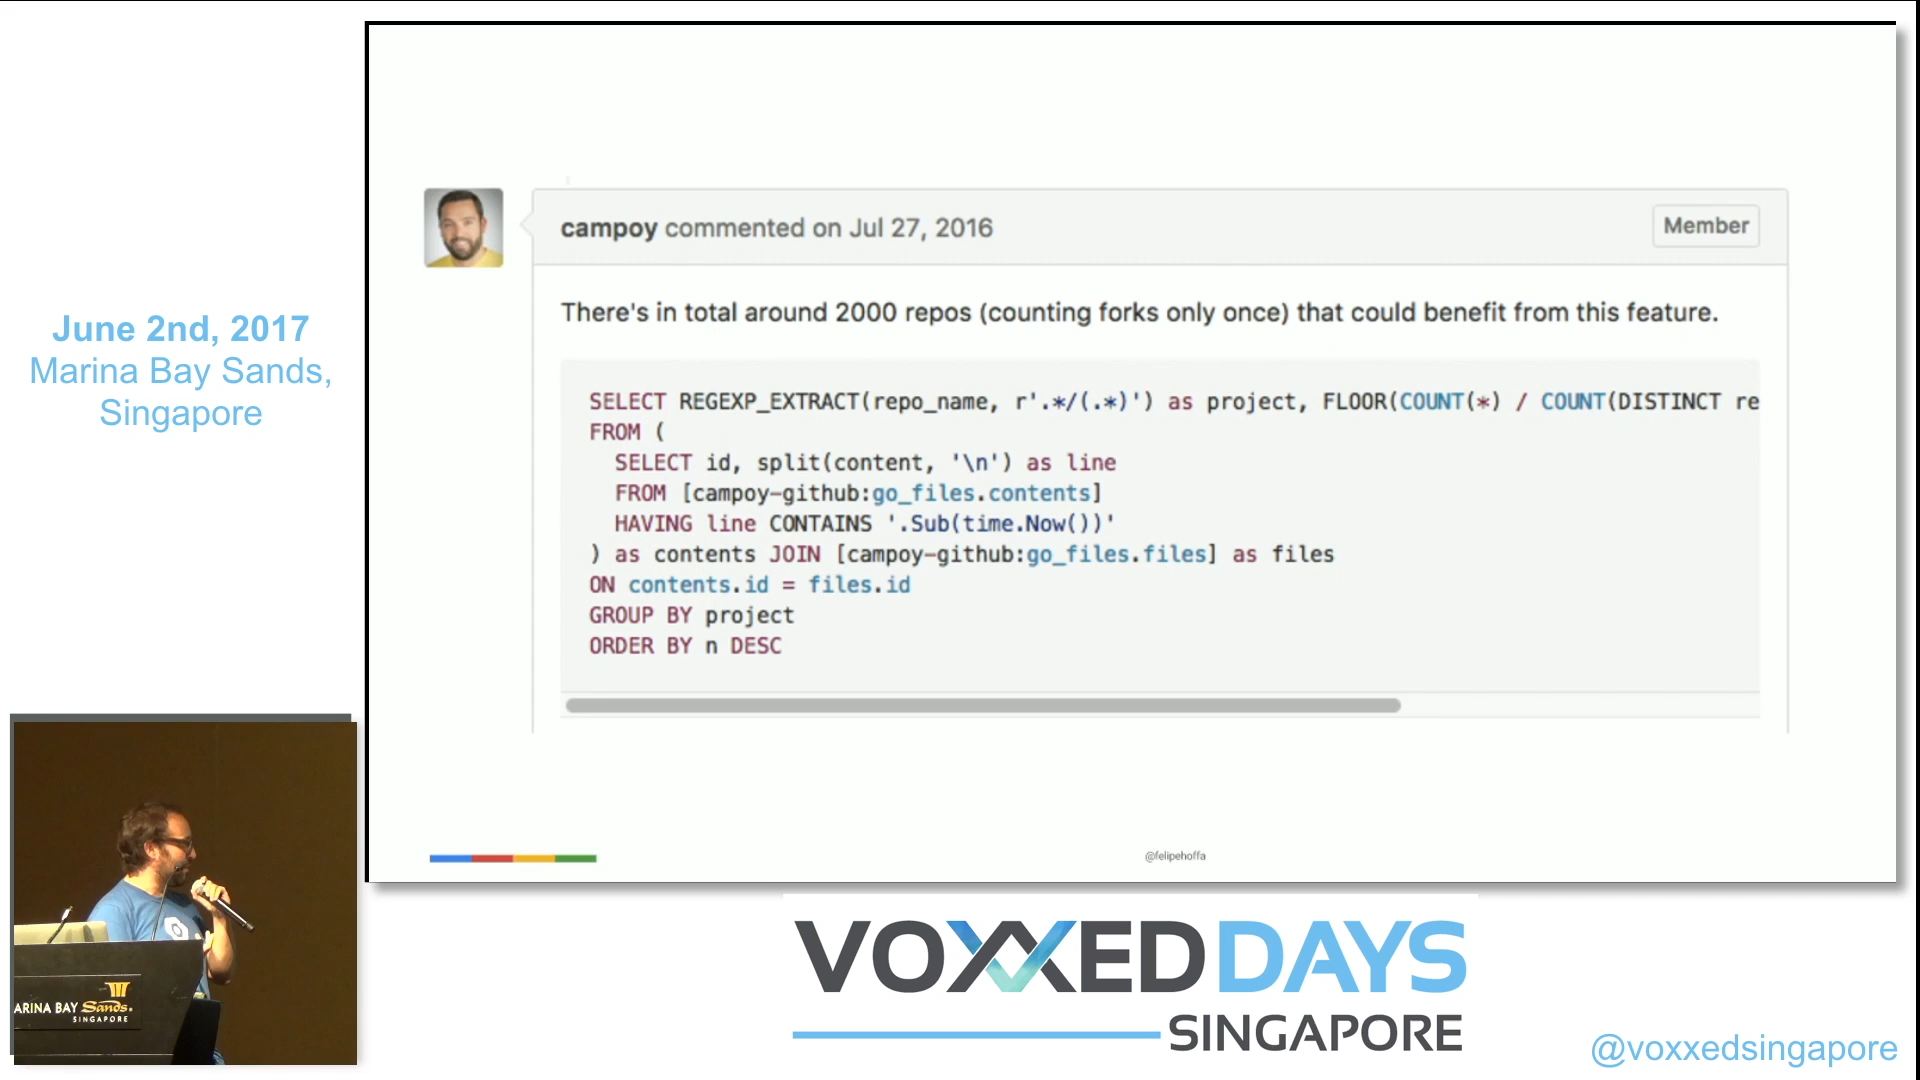 June 2nd, 2017
Marina Bay Sands,
Singapore
campoy commented on Jul 27, 2016
Member
There's in total around 2000 repos (counting forks only once) that could benefit from this feature.
SELECT REGEXP_EXTRACT(repo_name, r'.*/(.*)') as project, FLOOR(COUNT(*) / COUNT(DISTINCT re
FROM (
SELECT id, split(content, '\n') as line
FROM [campoy-github:go_files.contents]
HAVING line CONTAINS '.Sub(time.Now())'
) as contents JOIN [campoy-github:go_files.files] as files
ON contents.id = files.id
GROUP BY project
ORDER BY n DESC
@felipehoffa
ARINA BAY Sands.
SINGAPORE
VOXXED DAYS
SINGAPORE
@voxxedsingapore